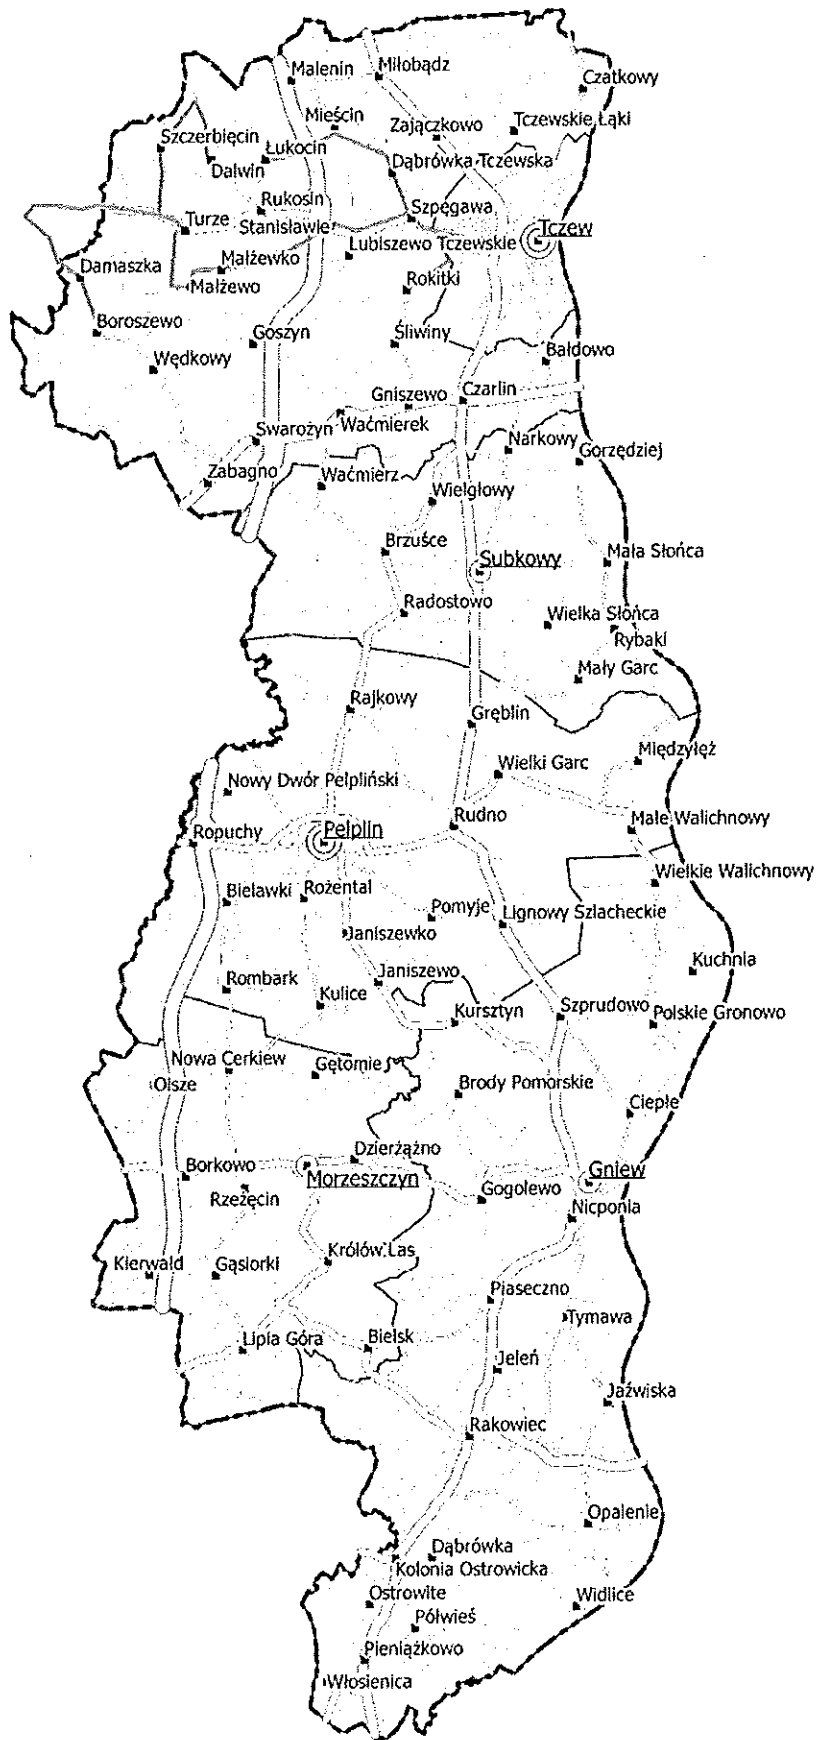 Malenin
Miłobądz
Czatkowy
Mieścin
Zajączkowo
Tczewskie Łąki
Szczerbięcin
Łukocin
Dalwin
Dąbrówka Tczewska
Rukosin
Szpęgawa
Turze
Stanisławie
Tczew
Lubiszewo Tczewskie
Małżewko
Damaszka
Małżewo
Rokitki
Boroszewo
Goszyn
Śliwiny
Wędkowy
Bałdowo
Gniszewo
Czarlin
Waćmierek
Swarożyn
Narkowy
Gorzędziej
Zabagno
Waćmierz
Wielgłowy
Brzuśce
Subkowy
Mała Słońca
Radostowo
Wielka Słońca
Rybaki
Mały Garc
Rajkowy
Gręblin
Międzyłęż
Wielki Garc
Nowy Dwór Pelpliński
Rudno
Małe Walichnowy
Ropuchy
Pelplin
Wielkie Walichnowy
Bielawki
Rożental
Pomyje
Lignowy Szlacheckie
Janiszewko
Kuchnia
Rombark
Janiszewo
Kulice
Kursztyn
Szprudowo
Polskie Gronowo
Nowa Cerkiew
Gętomie
Olsze
Brody Pomorskie
Ciepłe
Dzierżążno
Borkowo
Morzeszczyn
Gniew
Rzeżęcin
Gogolewo
Nicponia
Królów Las
Kierwałd
Gąsiorki
Piaseczno
Tymawa
Lipia Góra
Bielsk
Jeleń
Jaźwiska
Rakowiec
Opalenie
Dąbrówka
Kolonia Ostrowicka
Ostrowite
Widlice
Półwieś
Pieniążkowo
Włosienica